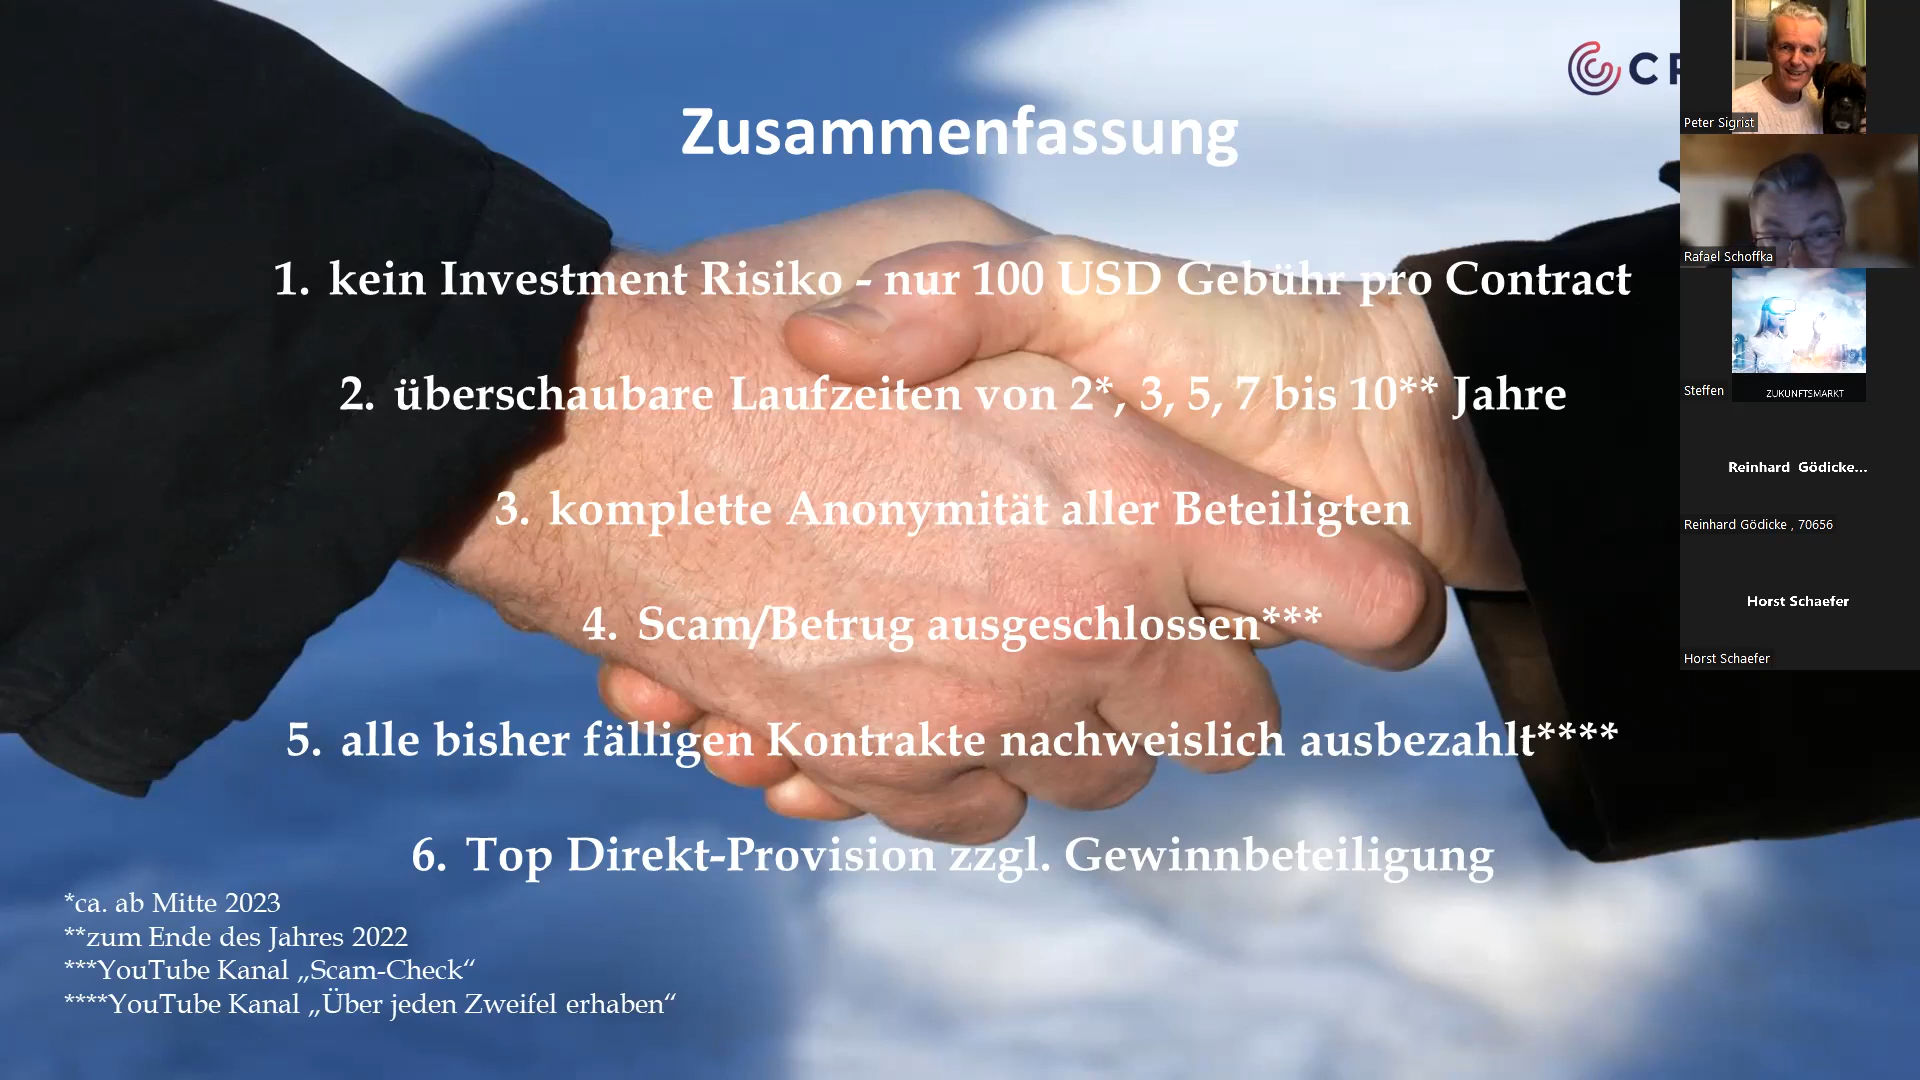 CR
Zusammenfassung
1. kein Investment Risiko - nur 100 USD Gebühr pro Contract
2. überschaubare Laufzeiten von 2*, 3, 5, 7 bis 10** Jahre
3. komplette Anonymität aller Beteiligten
4. Scam/Betrug ausgeschlossen***
5. alle bisher fälligen Kontrakte nachweislich ausbezahlt****
6. Top Direkt-Provision zzgl. Gewinnbeteiligung
*ca. ab Mitte 2023
**zum Ende des Jahres 2022
***YouTube Kanal „Scam-Check“
****YouTube Kanal „Über jeden Zweifel erhaben“
Peter Sigrist
Rafael Schoffka
Steffen
ZUKUNFTSMARKT
Reinhard Gödicke...
Reinhard Gödicke , 70656
Horst Schaefer
Horst Schaefer